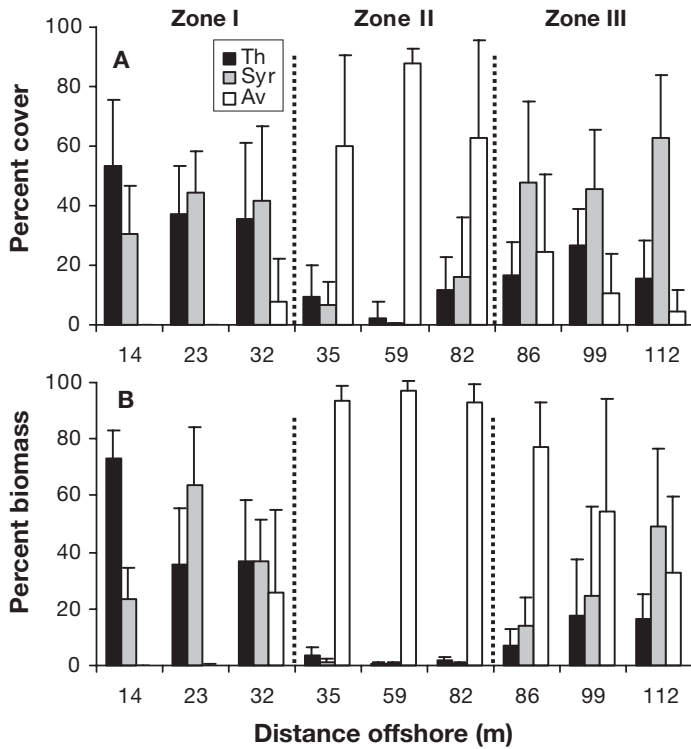 Zone I Zone II Zone III
100
80
60
40
20
0
Percent cover
A
Th
Syr
Av
14 23 32 35 59 82 86 99 112
100
80
60
40
20
0
Percent biomass
B
14 23 32 35 59 82 86 99 112
Distance offshore (m)